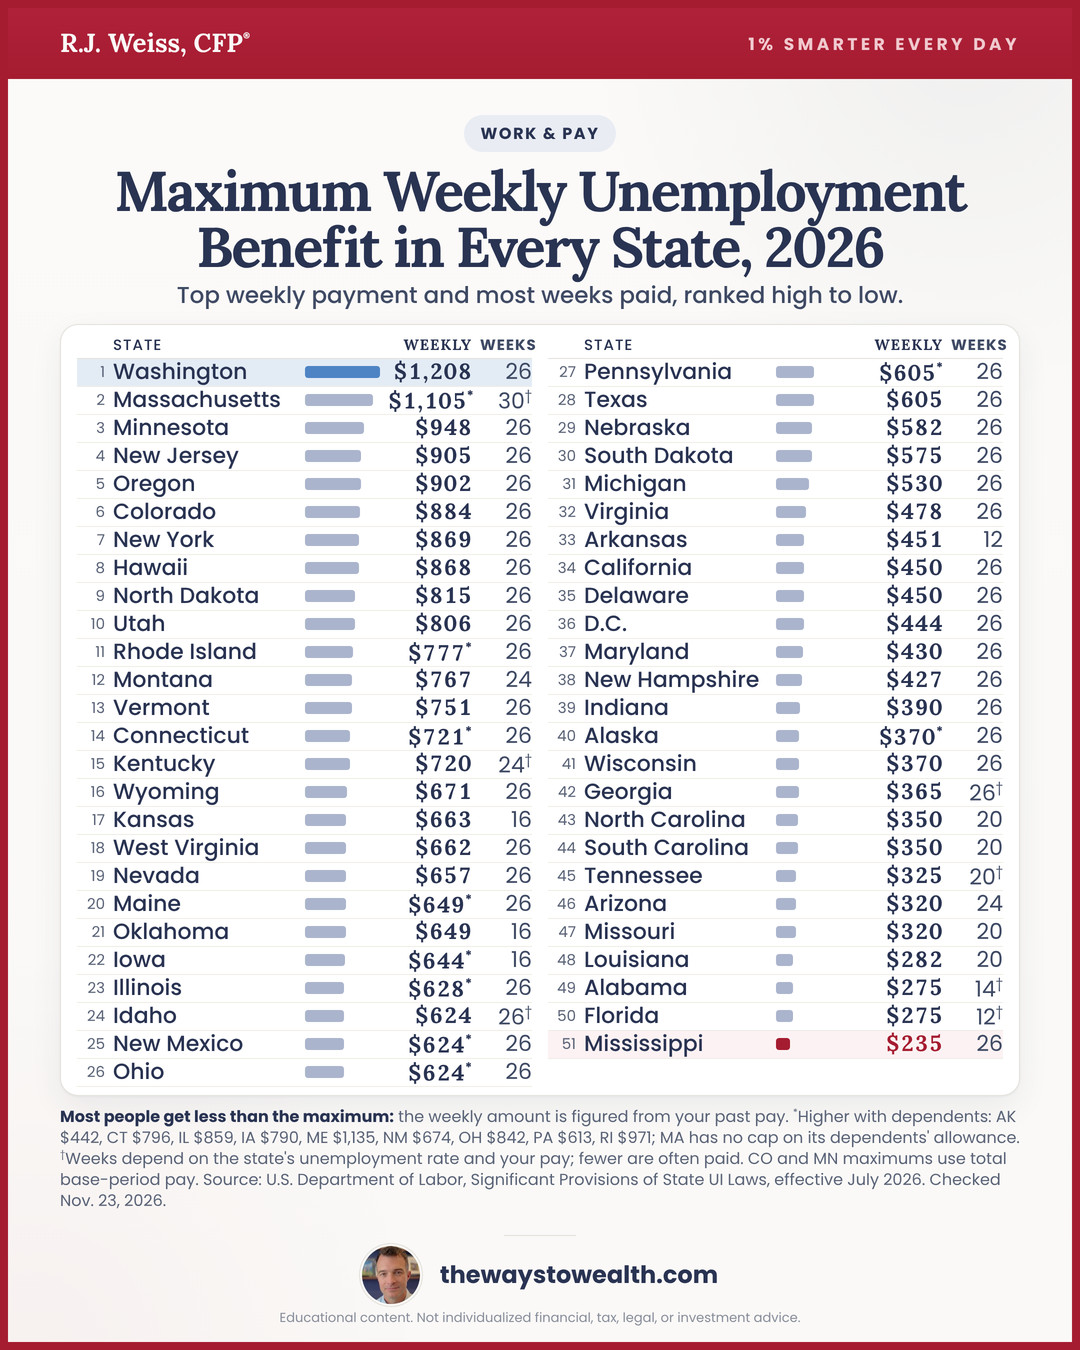 R.J. Weiss, CFP®
1% SMARTER EVERY DAY
WORK & PAY
Maximum Weekly Unemployment
Benefit in Every State, 2026
Top weekly payment and most weeks paid, ranked high to low.
STATE WEEKLY WEEKS
1 Washington $1,208 26
2 Massachusetts $1,105* 30†
3 Minnesota $948 26
4 New Jersey $905 26
5 Oregon $902 26
6 Colorado $884 26
7 New York $869 26
8 Hawaii $868 26
9 North Dakota $815 26
10 Utah $806 26
11 Rhode Island $777* 26
12 Montana $767 24
13 Vermont $751 26
14 Connecticut $721* 26
15 Kentucky $720 24†
16 Wyoming $671 26
17 Kansas $663 16
18 West Virginia $662 26
19 Nevada $657 26
20 Maine $649* 26
21 Oklahoma $649 16
22 Iowa $644* 16
23 Illinois $628* 26
24 Idaho $624 26†
25 New Mexico $624* 26
26 Ohio $624* 26
STATE WEEKLY WEEKS
27 Pennsylvania $605* 26
28 Texas $605 26
29 Nebraska $582 26
30 South Dakota $575 26
31 Michigan $530 26
32 Virginia $478 26
33 Arkansas $451 12
34 California $450 26
35 Delaware $450 26
36 D.C. $444 26
37 Maryland $430 26
38 New Hampshire $427 26
39 Indiana $390 26
40 Alaska $370* 26
41 Wisconsin $370 26
42 Georgia $365 26†
43 North Carolina $350 20
44 South Carolina $350 20
45 Tennessee $325 20†
46 Arizona $320 24
47 Missouri $320 20
48 Louisiana $282 20
49 Alabama $275 14†
50 Florida $275 12†
51 Mississippi $235 26
Most people get less than the maximum: the weekly amount is figured from your past pay. *Higher with dependents: AK
$442, CT $796, IL $859, IA $790, ME $1,135, NM $674, OH $842, PA $613, RI $971; MA has no cap on its dependents' allowance.
†Weeks depend on the state's unemployment rate and your pay; fewer are often paid. CO and MN maximums use total
base-period pay. Source: U.S. Department of Labor, Significant Provisions of State UI Laws, effective July 2026. Checked
Nov. 23, 2026.
thewaystowealth.com
Educational content. Not individualized financial, tax, legal, or investment advice.